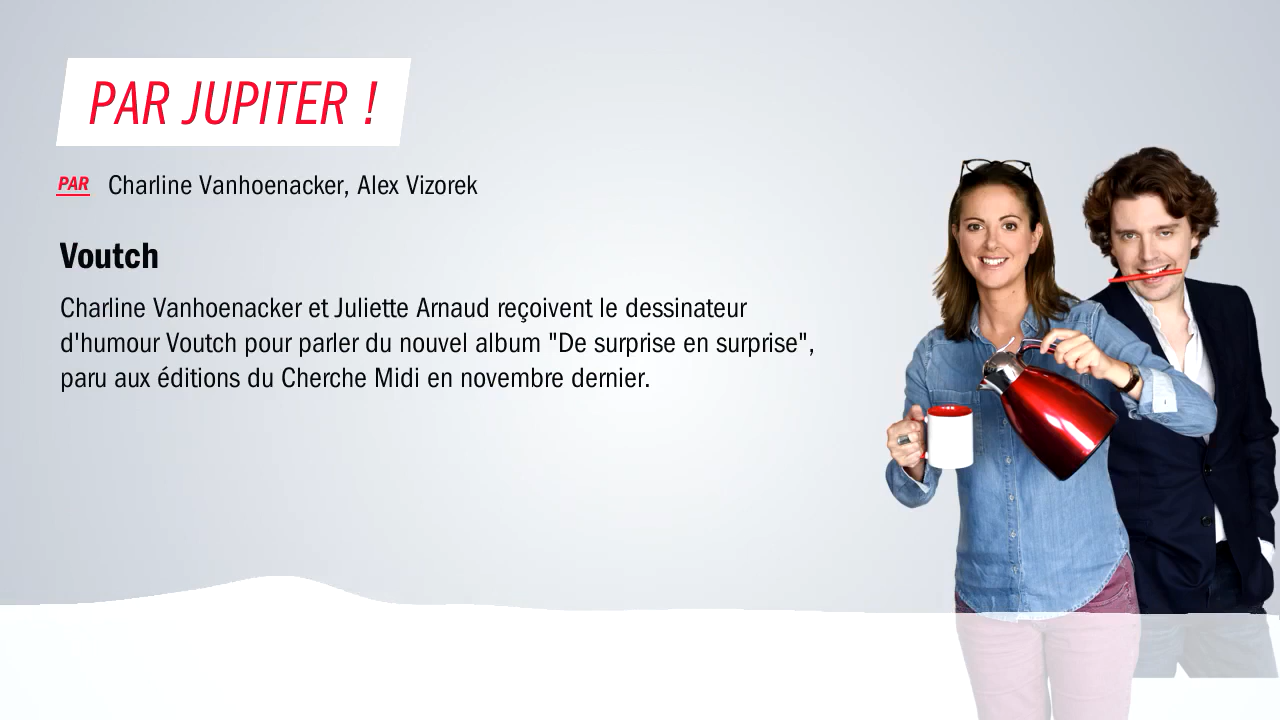 PAR JUPITER !
PAR Charline Vanhoenacker, Alex Vizorek
Voutch
Charline Vanhoenacker et Juliette Arnaud reçoivent le dessinateur
d'humour Voutch pour parler du nouvel album "De surprise en surprise",
paru aux éditions du Cherche Midi en novembre dernier.